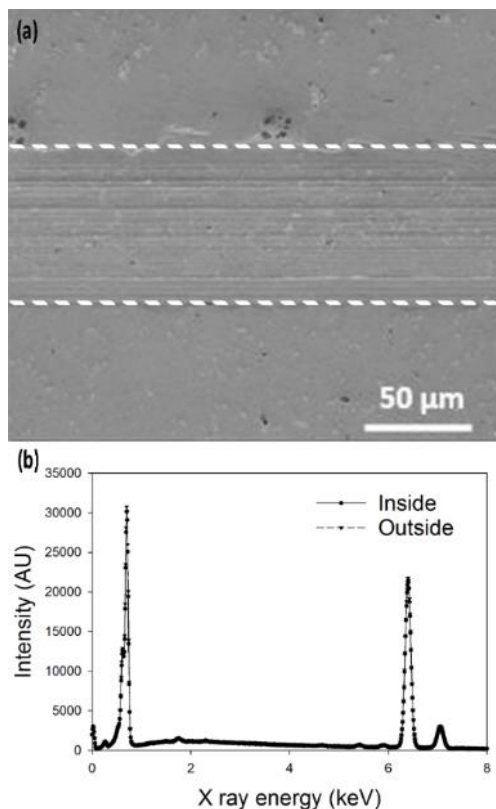 (a)
50 µm
(b)
35000
30000
25000
20000
15000
10000
5000
0
Intensity (AU)
Inside
Outside
0 2 4 6 8
X ray energy (keV)